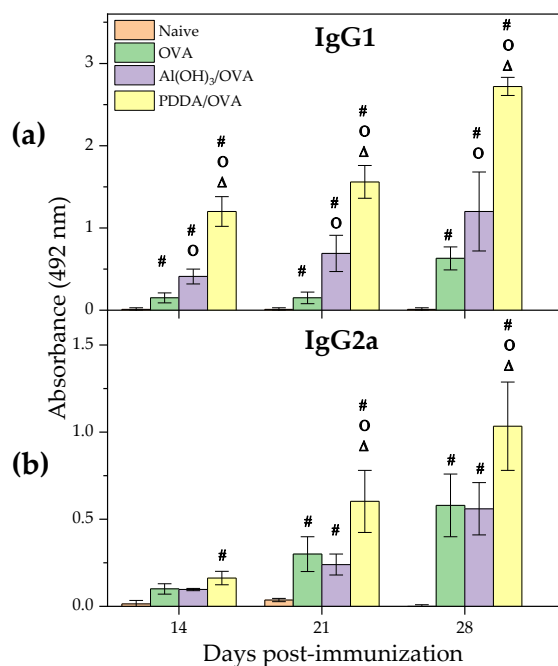 Naive
OVA
Al(OH)₃/OVA
PDDA/OVA
IgG1
(a)
#
O
Δ
#
O
Δ
#
O
Δ
#
O
#
#
O
#
#
O
#
3
2
1
0
Absorbance (492 nm)
IgG2a
(b)
#
O
Δ
#
O
Δ
#
#
#
#
#
1.5
1.0
0.5
0.0
14 21 28
Days post-immunization